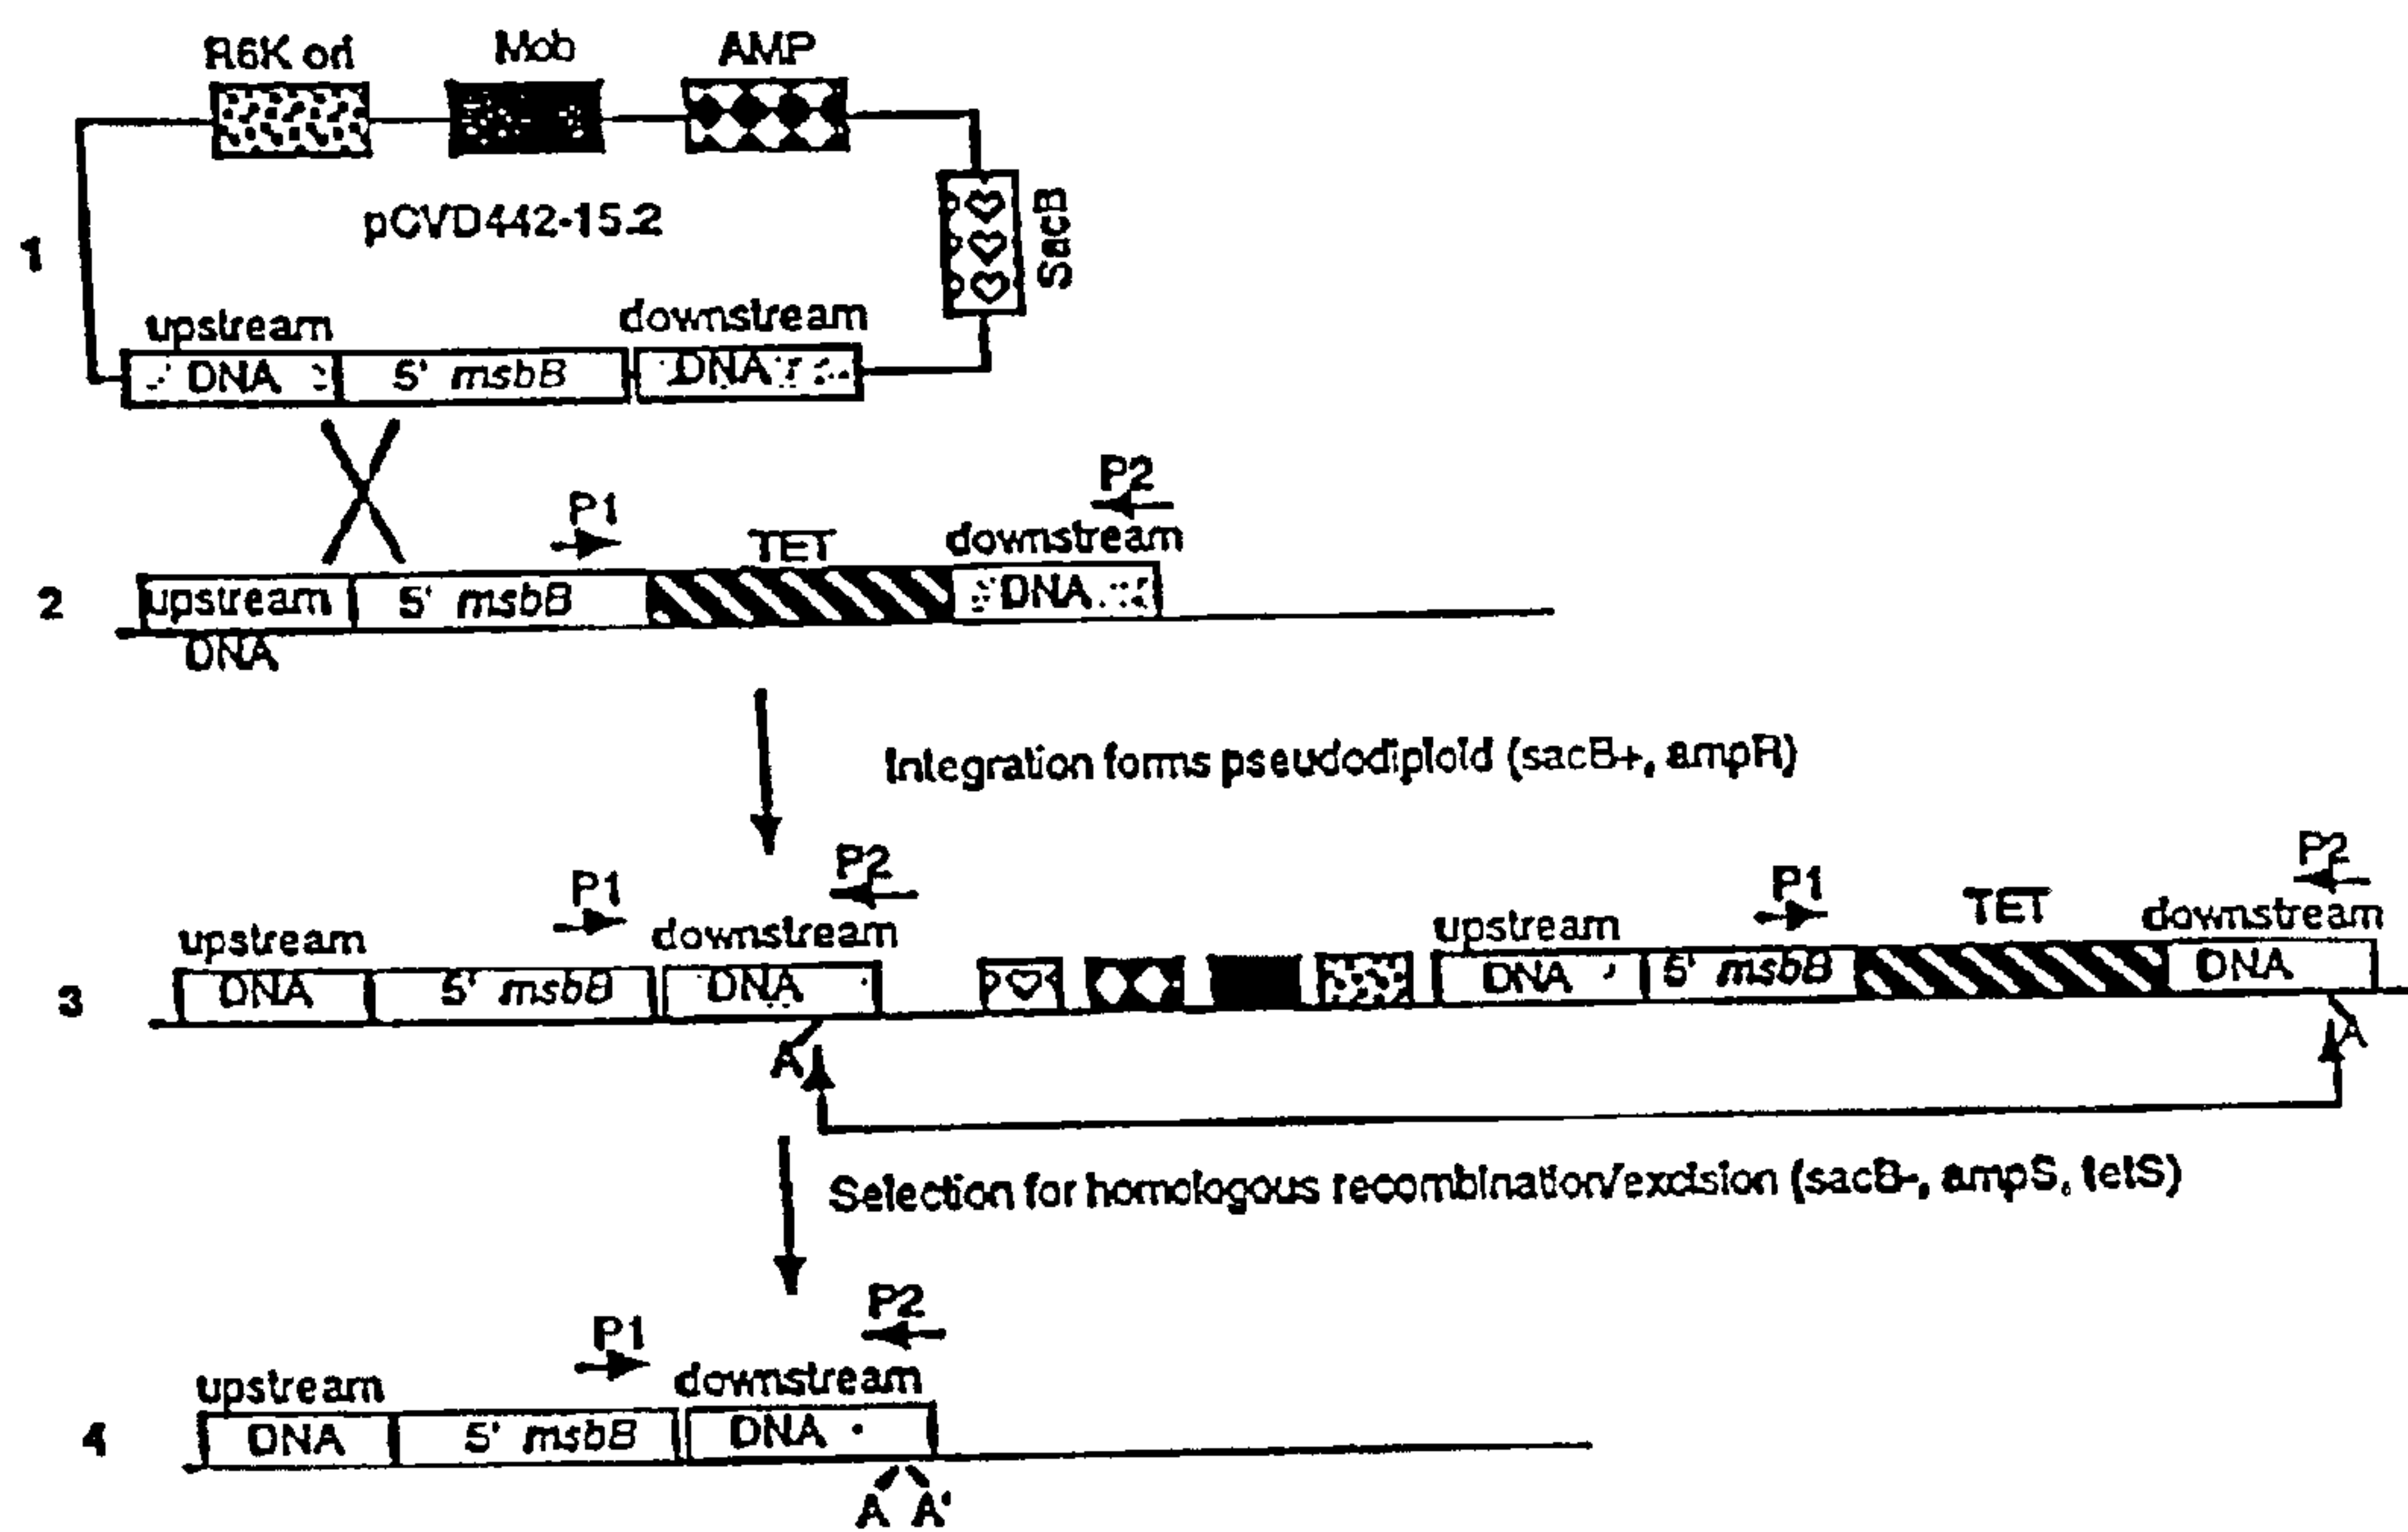 R6K ori Mob AMP
pCVD442-15.2
SacB
1
upstream downstream
DNA 5' msbB DNA
P1 P2
TET downstream
2 upstream 5' msbB DNA
DNA
Integration forms pseudodiploid (sacB+, ampR)
P1 P2 P1 P2
upstream downstream upstream TET downstream
3 DNA 5' msbB DNA DNA 5' msbB DNA
A A
Selection for homologous recombination/excision (sacB-, ampS, tetS)
P1 P2
upstream downstream
4 DNA 5' msbB DNA
A A'